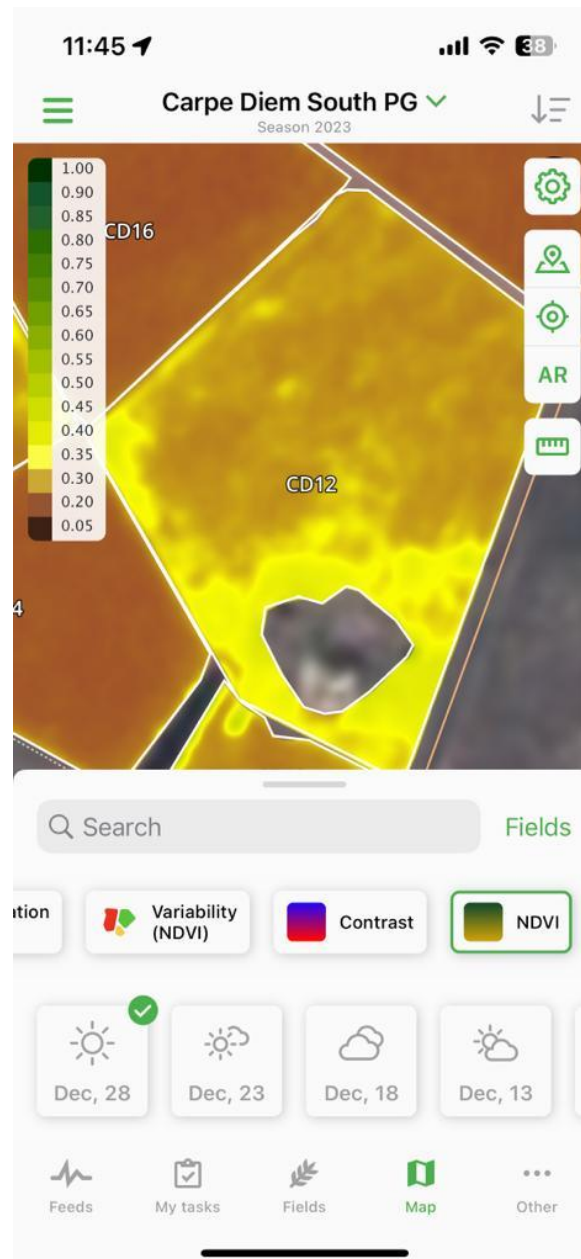 11:45
38
Carpe Diem South PG
Season 2023
1.00
0.90
0.85
0.80
0.75
0.70
0.65
0.60
0.55
0.50
0.45
0.40
0.35
0.30
0.20
0.05
CD16
AR
CD12
4
Search
Fields
ation
Variability
(NDVI)
Contrast
NDVI
Dec, 28
Dec, 23
Dec, 18
Dec, 13
Feeds
My tasks
Fields
Map
Other